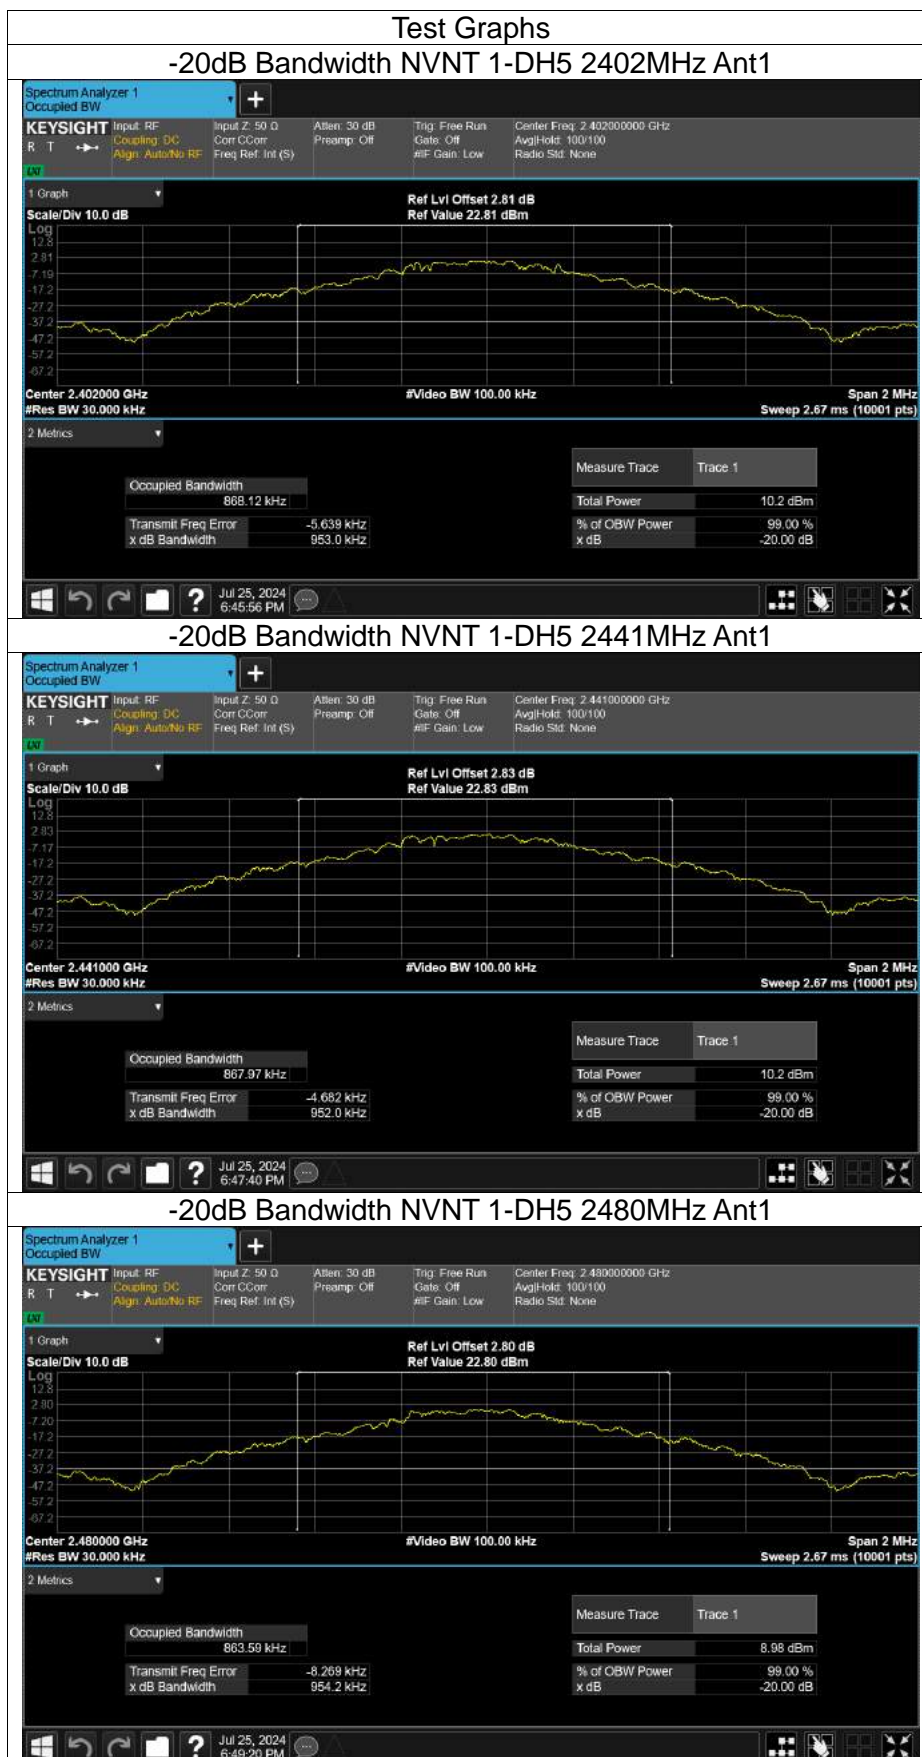 Test Graphs
-20dB Bandwidth NVNT 1-DH5 2402MHz Ant1
Spectrum Analyzer 1
Occupied BW
+
KEYSIGHT Input: RF Input Z: 50 Ω Atten: 30 dB Trig: Free Run Center Freq: 2.402000000 GHz
R T Coupling: DC Corr CCorr Preamp: Off Gate: Off Avg|Hold: 100/100
Align: Auto/No RF Freq Ref: Int (S) #IF Gain: Low Radio Std: None
LXI
1 Graph
Ref Lvl Offset 2.81 dB
Scale/Div 10.0 dB Ref Value 22.81 dBm
Log
12.8
2.81
-7.19
-17.2
-27.2
-37.2
-47.2
-57.2
-67.2
Center 2.402000 GHz #Video BW 100.00 kHz Span 2 MHz
#Res BW 30.000 kHz Sweep 2.67 ms (10001 pts)
2 Metrics
Measure Trace Trace 1
Occupied Bandwidth
868.12 kHz Total Power 10.2 dBm
Transmit Freq Error -5.639 kHz % of OBW Power 99.00 %
x dB Bandwidth 953.0 kHz x dB -20.00 dB
? Jul 25, 2024
6:45:56 PM
-20dB Bandwidth NVNT 1-DH5 2441MHz Ant1
Spectrum Analyzer 1
Occupied BW
+
KEYSIGHT Input: RF Input Z: 50 Ω Atten: 30 dB Trig: Free Run Center Freq: 2.441000000 GHz
R T Coupling: DC Corr CCorr Preamp: Off Gate: Off Avg|Hold: 100/100
Align: Auto/No RF Freq Ref: Int (S) #IF Gain: Low Radio Std: None
LXI
1 Graph
Ref Lvl Offset 2.83 dB
Scale/Div 10.0 dB Ref Value 22.83 dBm
Log
12.8
2.83
-7.17
-17.2
-27.2
-37.2
-47.2
-57.2
-67.2
Center 2.441000 GHz #Video BW 100.00 kHz Span 2 MHz
#Res BW 30.000 kHz Sweep 2.67 ms (10001 pts)
2 Metrics
Measure Trace Trace 1
Occupied Bandwidth
867.97 kHz Total Power 10.2 dBm
Transmit Freq Error -4.682 kHz % of OBW Power 99.00 %
x dB Bandwidth 952.0 kHz x dB -20.00 dB
? Jul 25, 2024
6:47:40 PM
-20dB Bandwidth NVNT 1-DH5 2480MHz Ant1
Spectrum Analyzer 1
Occupied BW
+
KEYSIGHT Input: RF Input Z: 50 Ω Atten: 30 dB Trig: Free Run Center Freq: 2.480000000 GHz
R T Coupling: DC Corr CCorr Preamp: Off Gate: Off Avg|Hold: 100/100
Align: Auto/No RF Freq Ref: Int (S) #IF Gain: Low Radio Std: None
LXI
1 Graph
Ref Lvl Offset 2.80 dB
Scale/Div 10.0 dB Ref Value 22.80 dBm
Log
12.8
2.80
-7.20
-17.2
-27.2
-37.2
-47.2
-57.2
-67.2
Center 2.480000 GHz #Video BW 100.00 kHz Span 2 MHz
#Res BW 30.000 kHz Sweep 2.67 ms (10001 pts)
2 Metrics
Measure Trace Trace 1
Occupied Bandwidth
863.59 kHz Total Power 8.98 dBm
Transmit Freq Error -8.269 kHz % of OBW Power 99.00 %
x dB Bandwidth 954.2 kHz x dB -20.00 dB
? Jul 25, 2024
6:49:20 PM